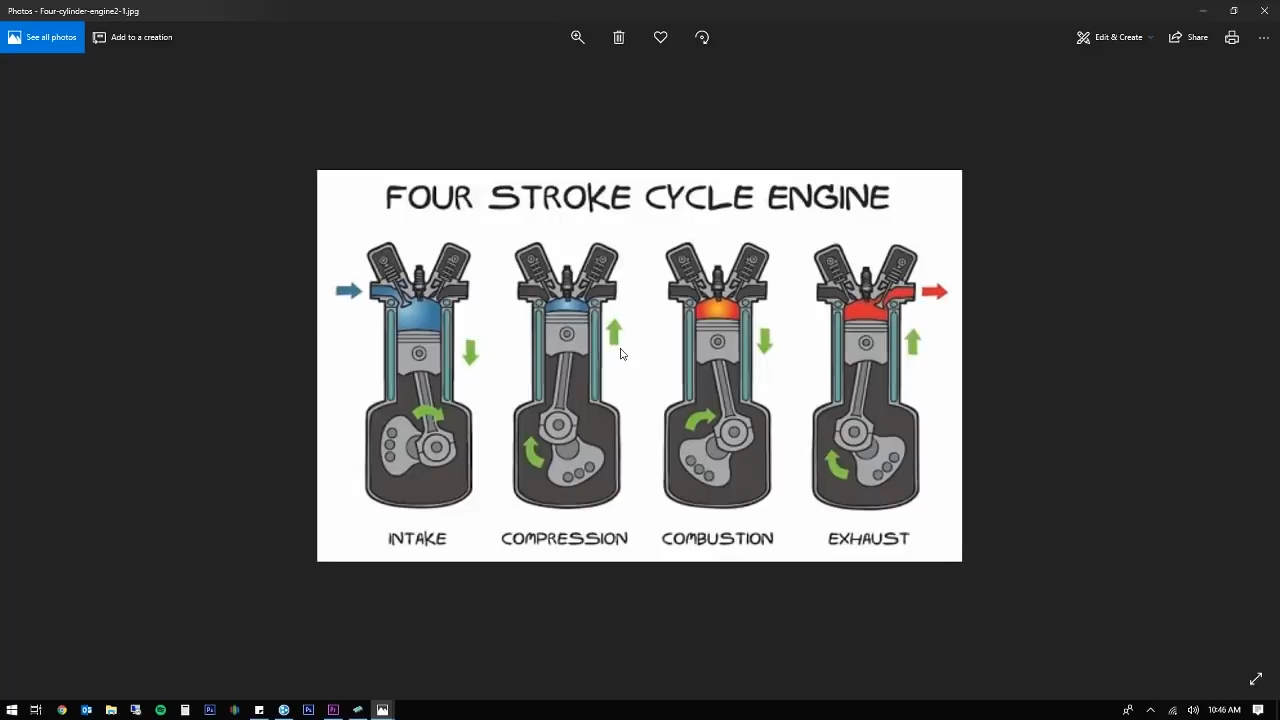 Photos - Four-cylinder-engine2-1.jpg
See all photos
Add to a creation
Edit & Create
Share
FOUR STROKE CYCLE ENGINE
INTAKE
COMPRESSION
COMBUSTION
EXHAUST
10:46 AM